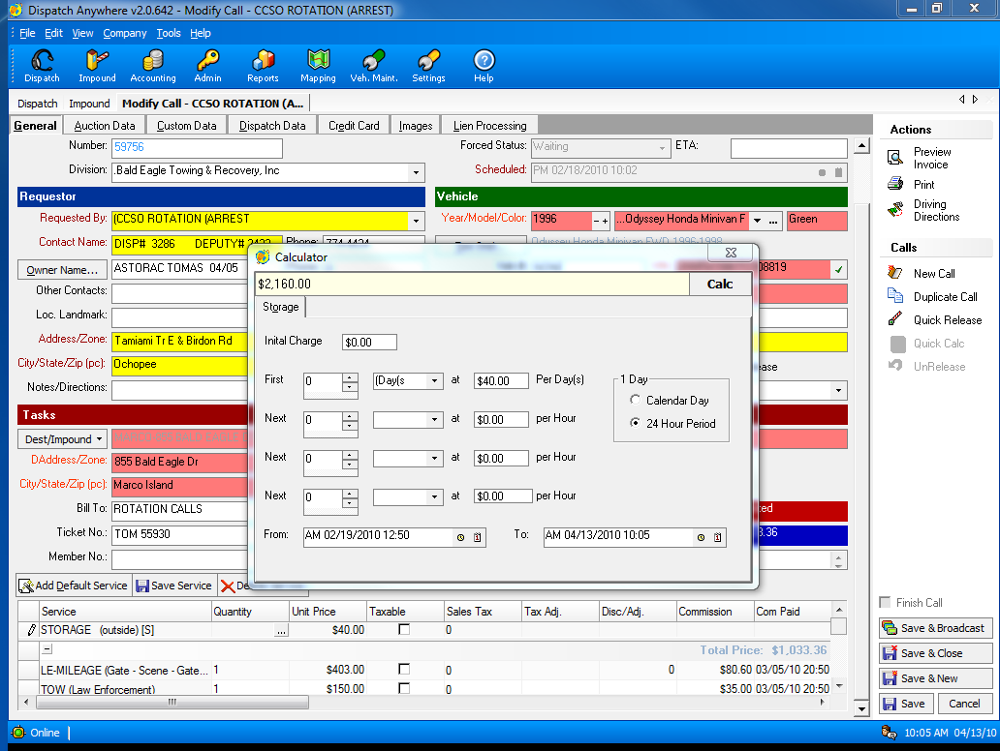 Dispatch Anywhere v2.0.642 - Modify Call - CCSO ROTATION (ARREST)
File Edit View Company Tools Help
Dispatch Impound Accounting Admin Reports Mapping Veh. Maint. Settings Help
Dispatch Impound Modify Call - CCSO ROTATION (A...
General Auction Data Custom Data Dispatch Data Credit Card Images Lien Processing
Number: 59756 Forced Status: Waiting ETA:
Division: .Bald Eagle Towing & Recovery, Inc Scheduled: PM 02/18/2010 10:02
Requestor Vehicle
Requested By: (CCSO ROTATION (ARREST Year/Model/Color: 1996 ...Odyssey Honda Minivan F ... Green
Contact Name: DISP# 3286 DEPUTY# Phone: 774-4434 Odyssey Honda Minivan FWD 1996-1998
Owner Name... ASTORAC TOMAS 04/05 08819
Other Contacts:
Loc. Landmark:
Address/Zone: Tamiami Tr E & Birdon Rd
City/State/Zip (pc): Ochopee
Notes/Directions:
Tasks
Dest/Impound
DAddress/Zone: 855 Bald Eagle Dr
City/State/Zip (pc): Marco Island
Bill To: ROTATION CALLS
Ticket No.: TOM 55930
Member No.:
Calculator
$2,160.00 Calc
Storage
Inital Charge $0.00
First 0 (Day(s at $40.00 Per Day(s)
Next 0 at $0.00 per Hour
Next 0 at $0.00 per Hour
Next 0 at $0.00 per Hour
1 Day
Calendar Day
24 Hour Period
From: AM 02/19/2010 12:50 To: AM 04/13/2010 10:05
Add Default Service Save Service
Service Quantity Unit Price Taxable Sales Tax Tax Adj. Disc/Adj. Commission Com Paid
STORAGE (outside) [S] ... $40.00 0
Total Price: $1,033.36
LE-MILEAGE (Gate - Scene - Gate... 1 $403.00 0 0 $80.60 03/05/10 20:50
TOW (Law Enforcement) 1 $150.00 0 $35.00 03/05/10 20:50
Actions
Preview
Invoice
Print
Driving
Directions
Calls
New Call
Duplicate Call
Quick Release
Quick Calc
UnRelease
Finish Call
Save & Broadcast
Save & Close
Save & New
Save Cancel
Online 10:05 AM 04/13/10